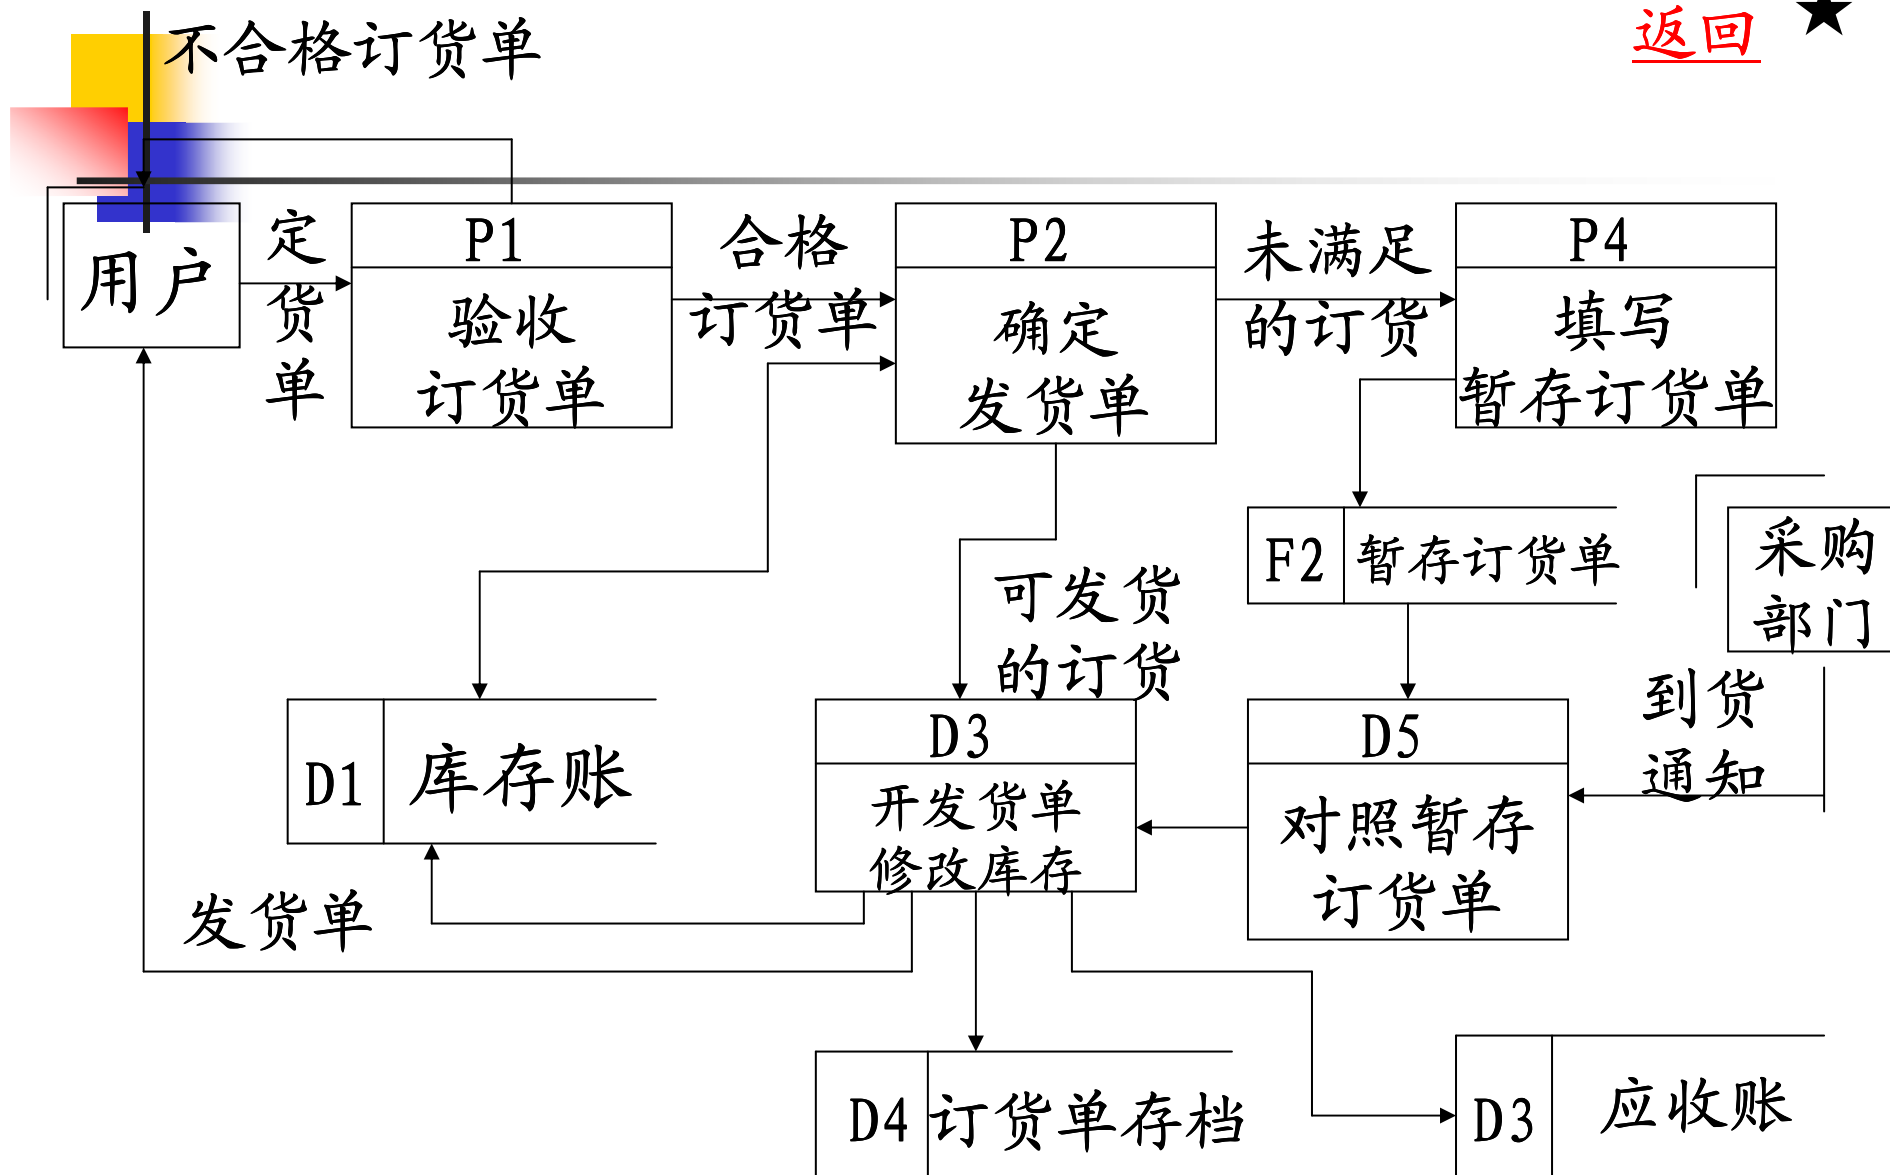 不合格订货单
返回
用户
定
货
单
P1
验收
订货单
合格
订货单
P2
确定
发货单
未满足
的订货
P4
填写
暂存订货单
F2
暂存订货单
采购
部门
可发货
的订货
到货
通知
D1
库存账
D3
开发货单
修改库存
D5
对照暂存
订货单
发货单
D4
订货单存档
D3
应收账